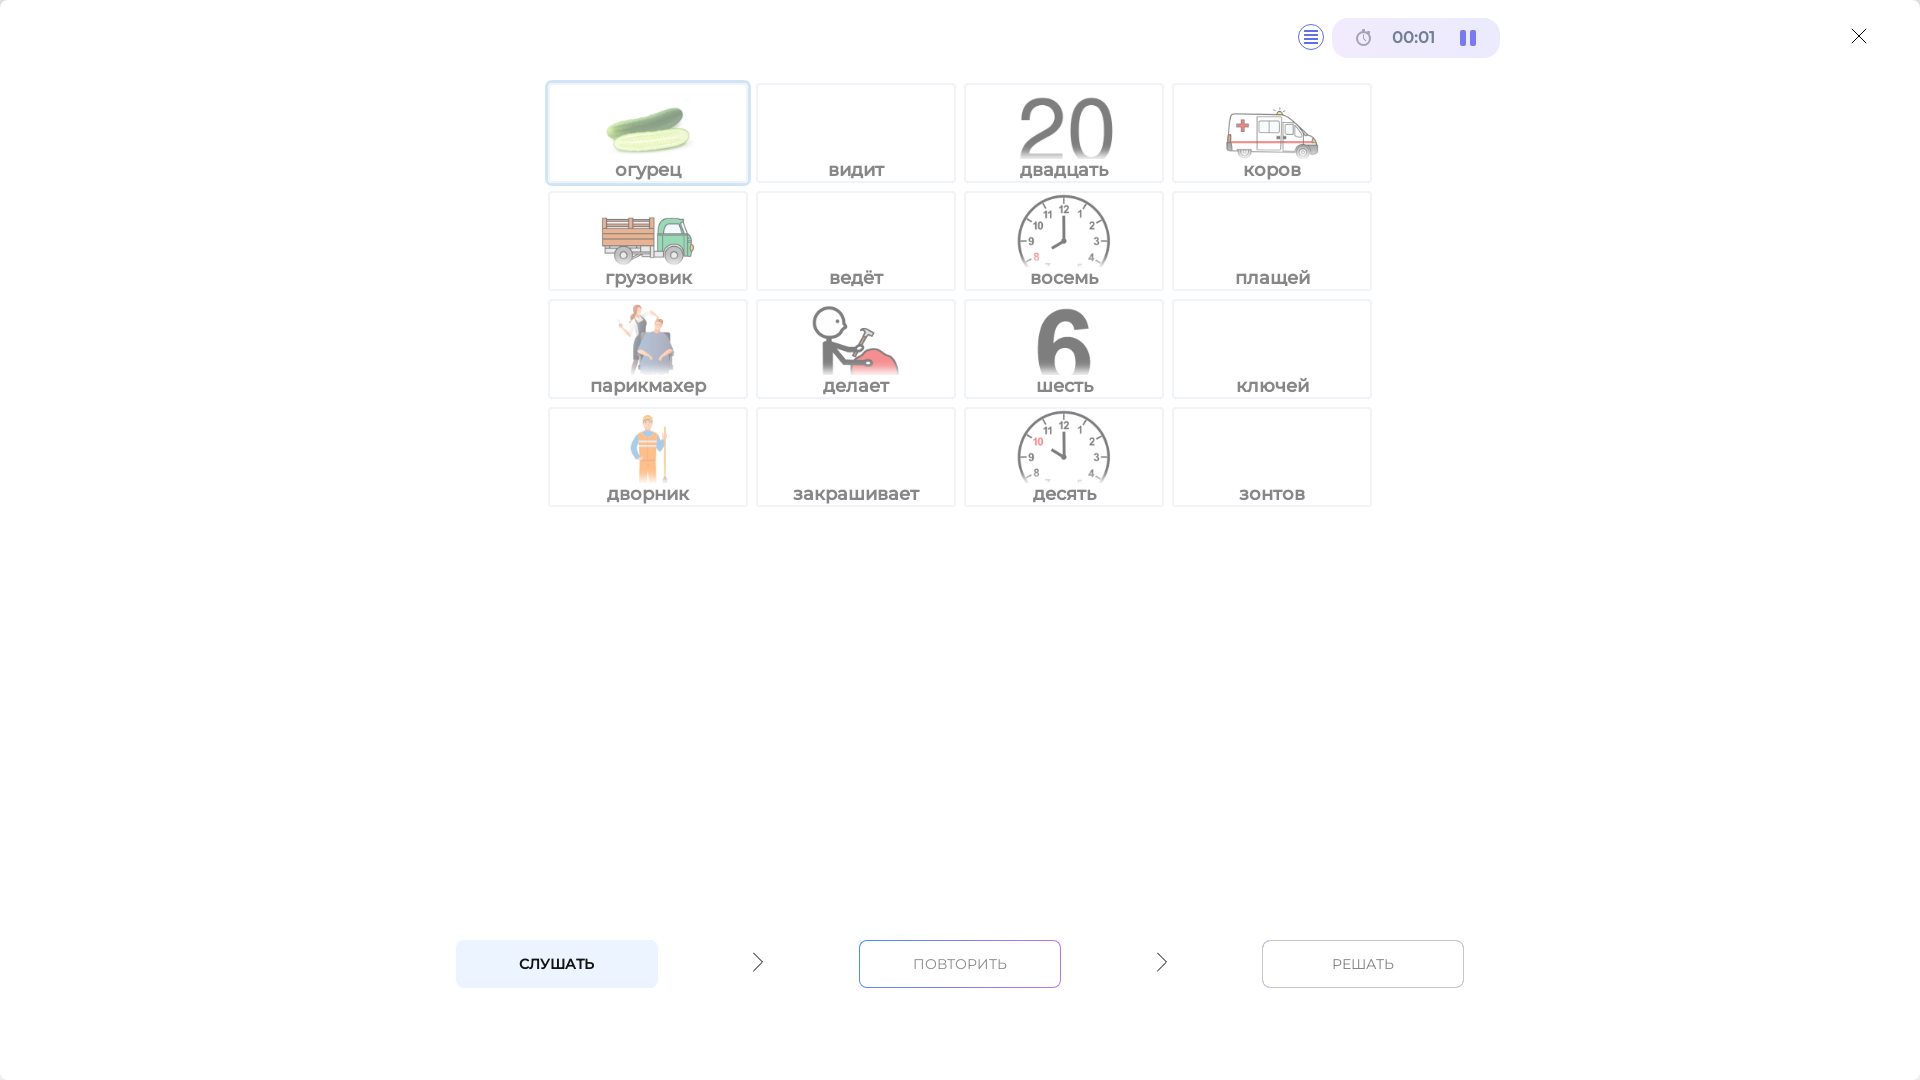 00:01
огурец
видит
20
двадцать
коров
грузовик
ведёт
12
11 1
10 2
9 3
8 4
восемь
плащей
парикмахер
делает
6
шесть
ключей
дворник
закрашивает
12
11 1
10 2
9 3
8 4
десять
зонтов
СЛУШАТЬ
ПОВТОРИТЬ
РЕШАТЬ